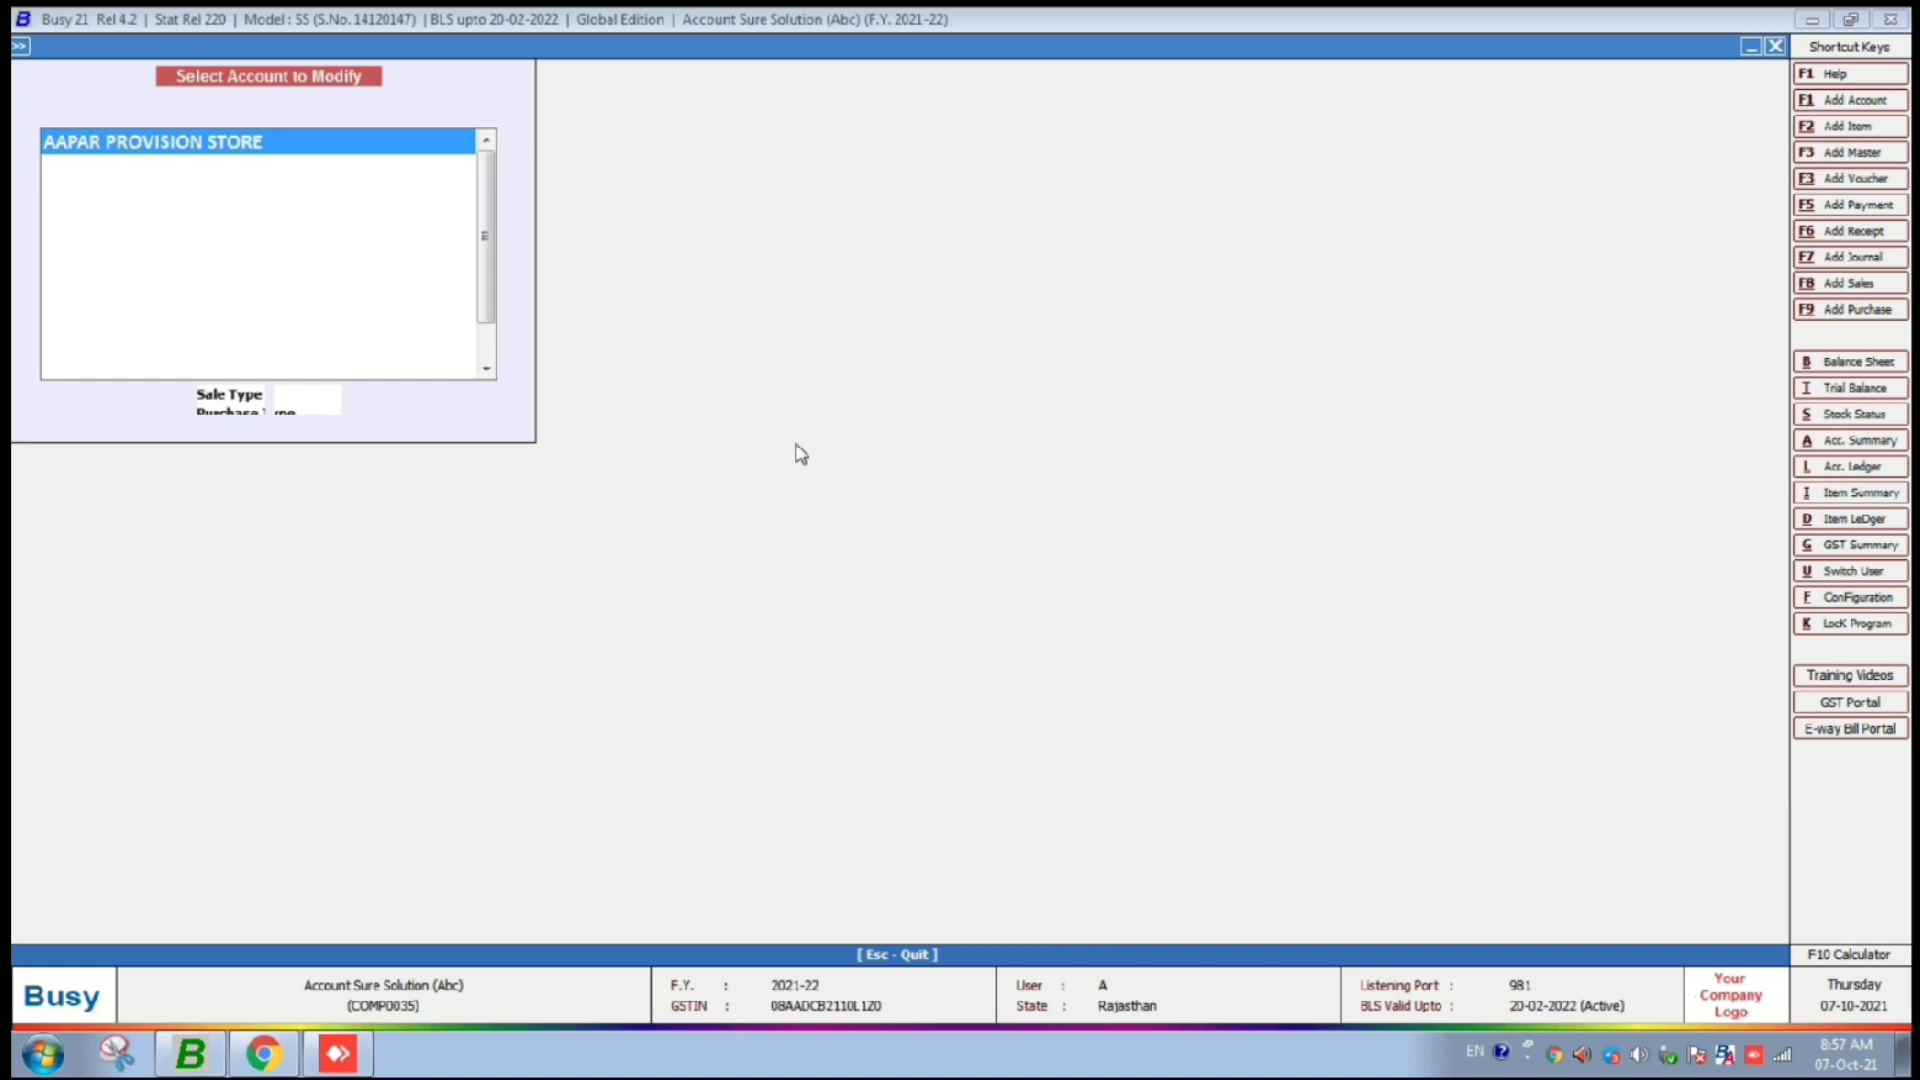 Busy 21 Rel 4.2 | Stat Rel 220 | Model : SS (S.No. 14120147) | BLS upto 20-02-2022 | Global Edition | Account Sure Solution (Abc) (F.Y. 2021-22)
>>
Shortcut Keys
Select Account to Modify
AAPAR PROVISION STORE
Sale Type
Purchase Type
F1 Help
F1 Add Account
F2 Add Item
F3 Add Master
F3 Add Voucher
F5 Add Payment
F6 Add Receipt
F7 Add Journal
F8 Add Sales
F9 Add Purchase
B Balance Sheet
T Trial Balance
S Stock Status
A Acc. Summary
L Acc. Ledger
I Item Summary
D Item LeDger
G GST Summary
U Switch User
F ConFiguration
K LocK Program
Training Videos
GST Portal
E-way Bill Portal
[ Esc - Quit ]
F10 Calculator
Busy
Account Sure Solution (Abc)
(COMP0035)
F.Y. : 2021-22
GSTIN : 08AADCB2110L1Z0
User : A
State : Rajasthan
Listening Port : 981
BLS Valid Upto : 20-02-2022 (Active)
Your
Company
Logo
Thursday
07-10-2021
EN
8:57 AM
07-Oct-21